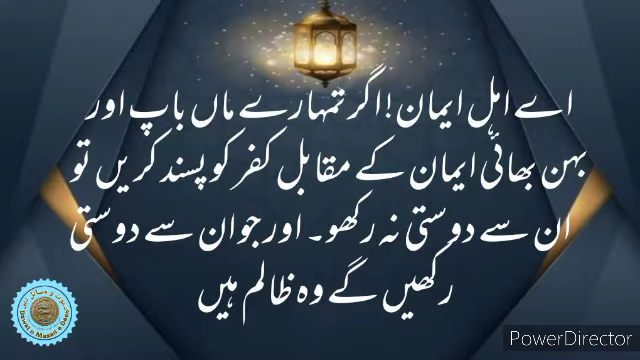 اے اہل ایمان! اگر تمہارے ماں باپ اور
بہن بھائی ایمان کے مقابل کفر کو پسند کریں تو
ان سے دوستی نہ رکھو۔ اور جو ان سے دوستی
رکھیں گے وہ ظالم ہیں
PowerDirector